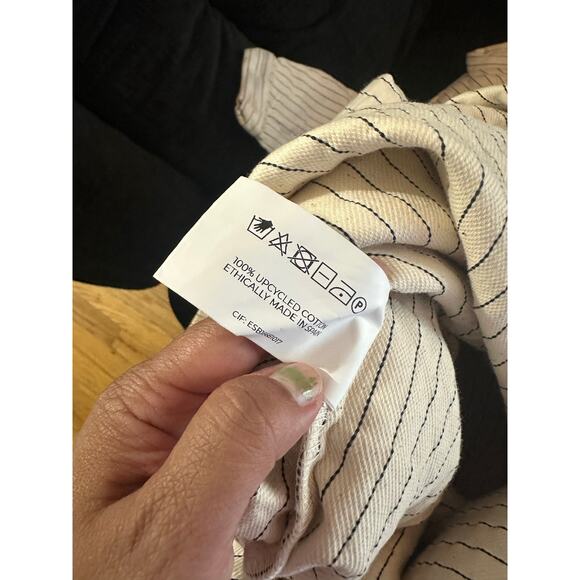 P
100% UPCYCLED COTTON
ETHICALLY MADE IN SPAIN